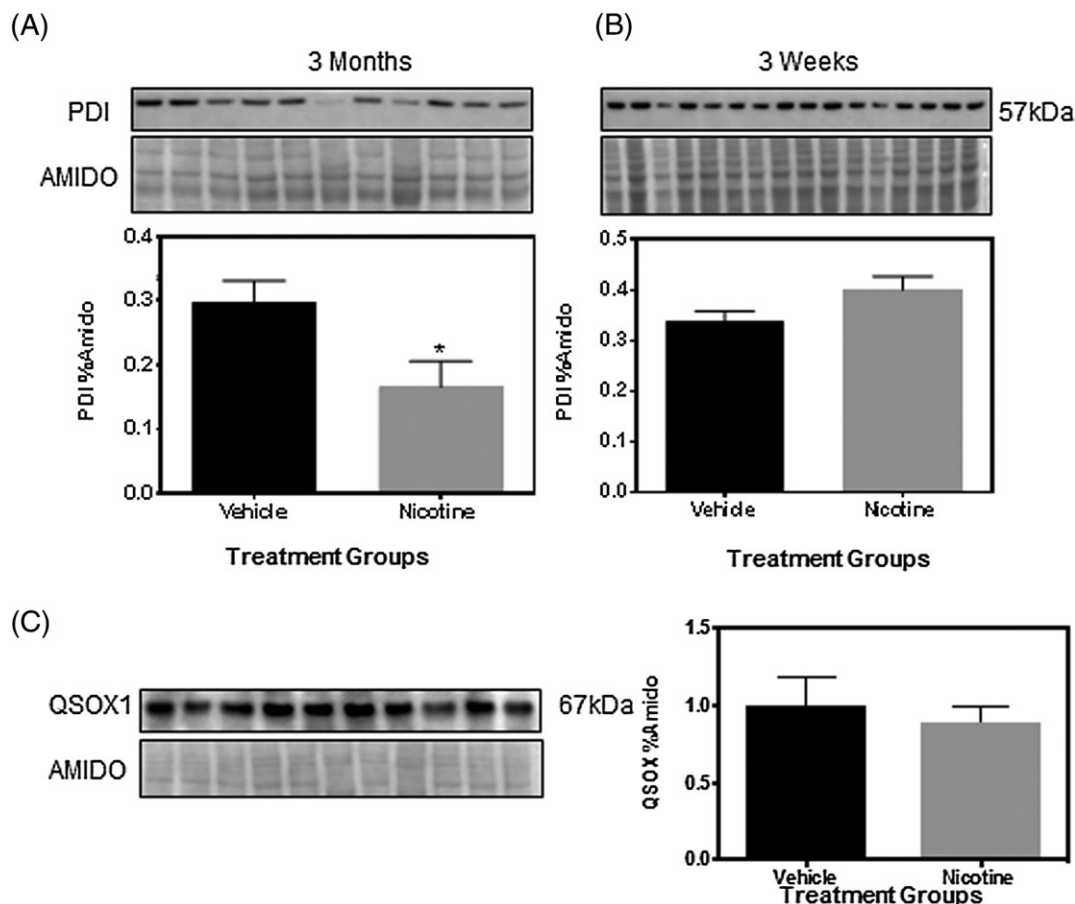 (A)
3 Months
PDI
AMIDO
0.4
0.3
0.2
0.1
0.0
PDI %Amido
*
Vehicle Nicotine
Treatment Groups
(B)
3 Weeks
57kDa
0.5
0.4
0.3
0.2
0.1
0.0
PDI %Amido
Vehicle Nicotine
Treatment Groups
(C)
QSOX1
67kDa
AMIDO
1.5
1.0
0.5
0.0
QSOX %Amido
Vehicle Nicotine
Treatment Groups